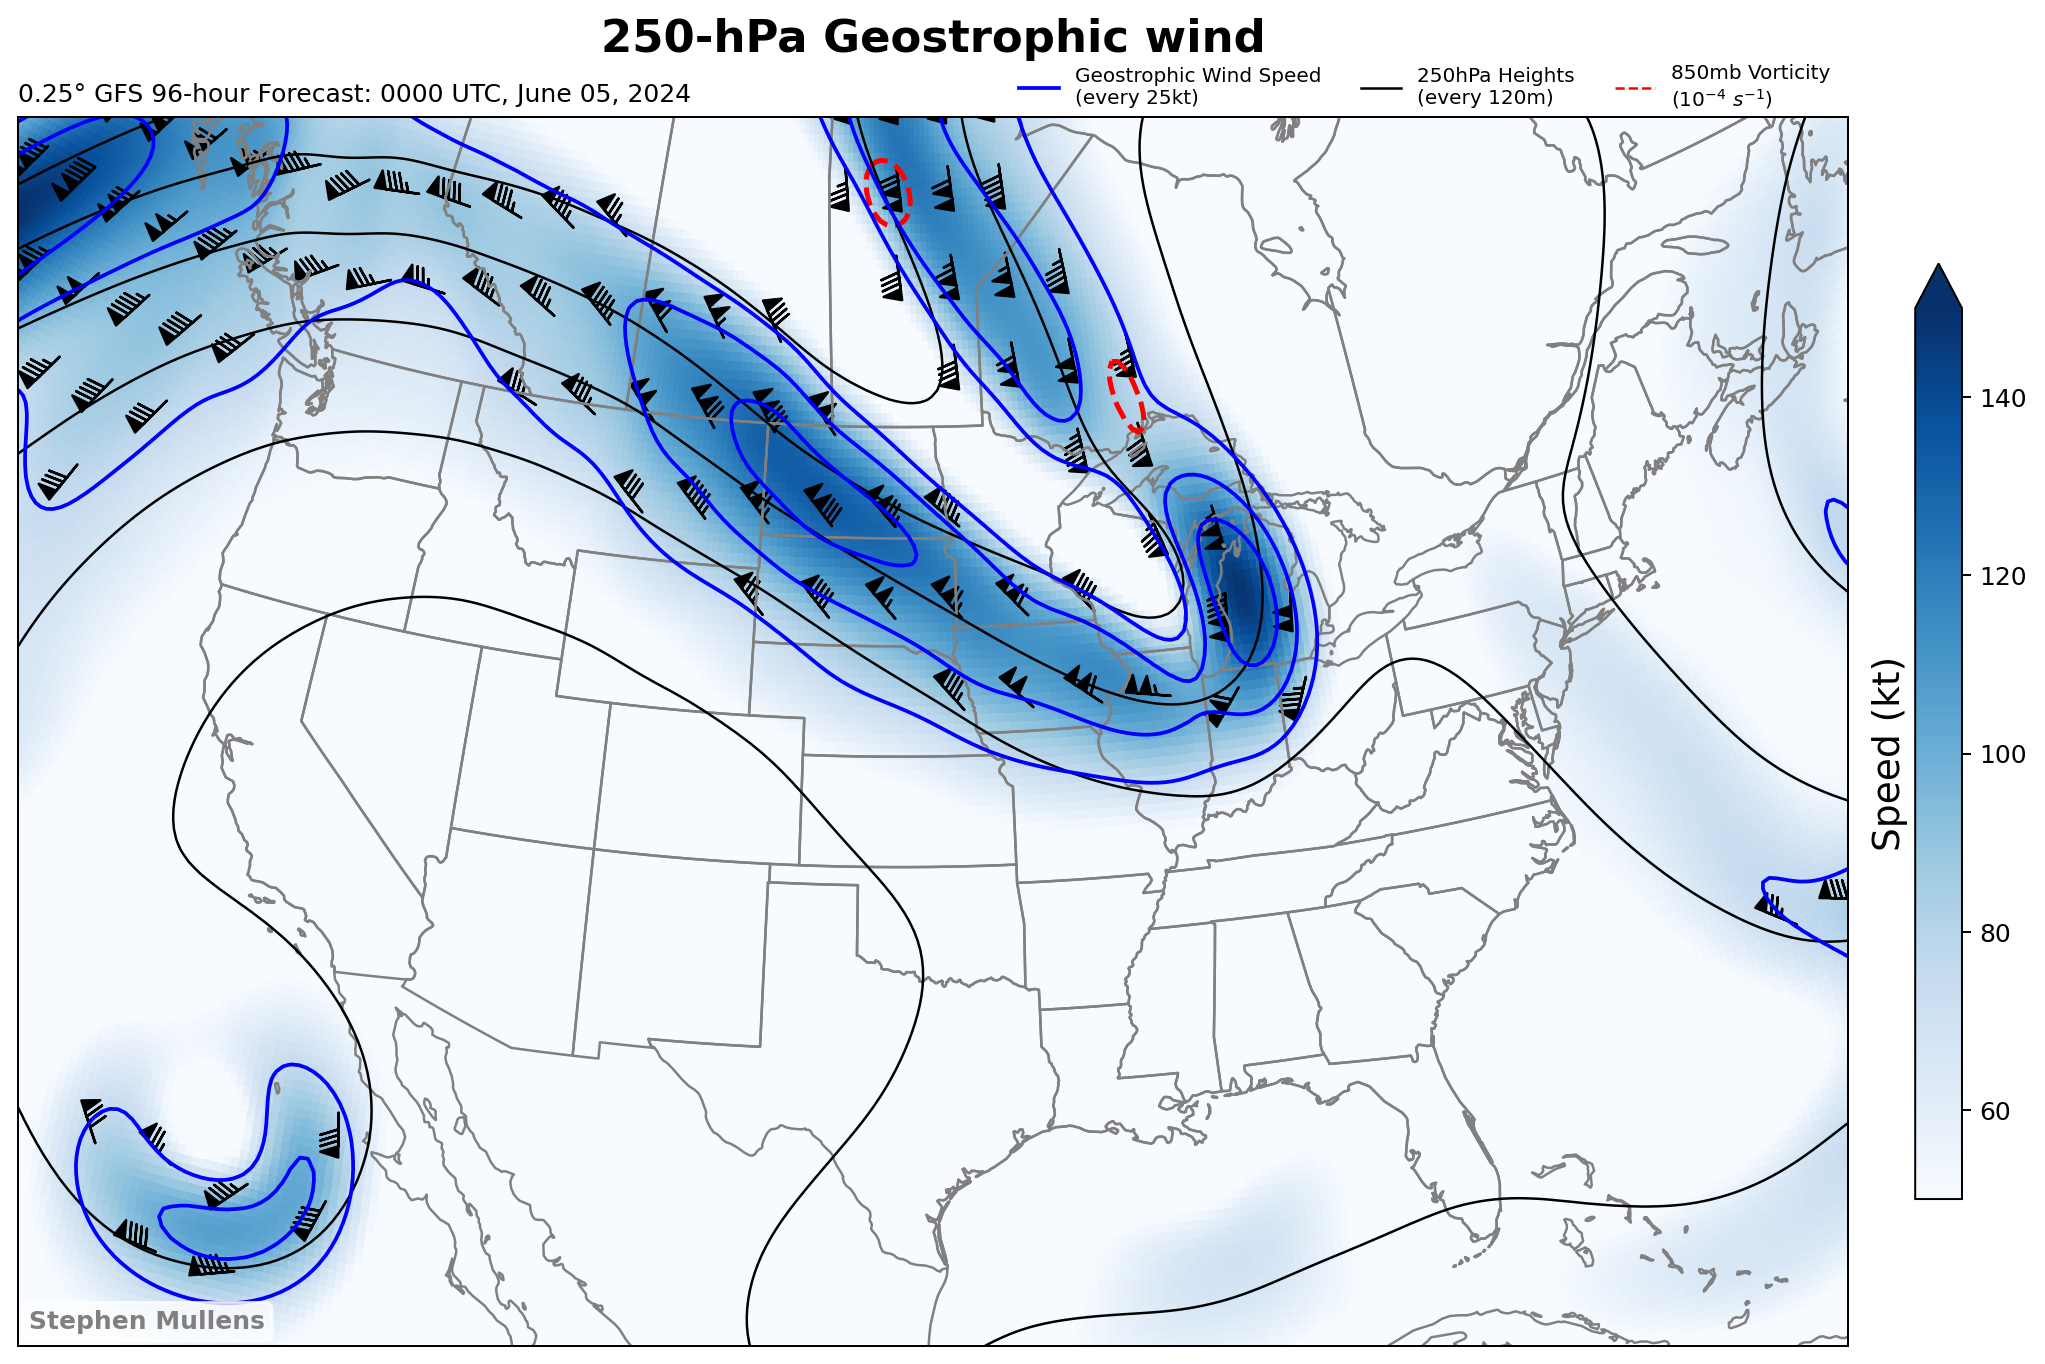 250-hPa Geostrophic wind
0.25° GFS 96-hour Forecast: 0000 UTC, June 05, 2024
Geostrophic Wind Speed
(every 25kt)
250hPa Heights
(every 120m)
850mb Vorticity
(10⁻⁴ s⁻¹)
140
120
100
80
60
Speed (kt)
Stephen Mullens